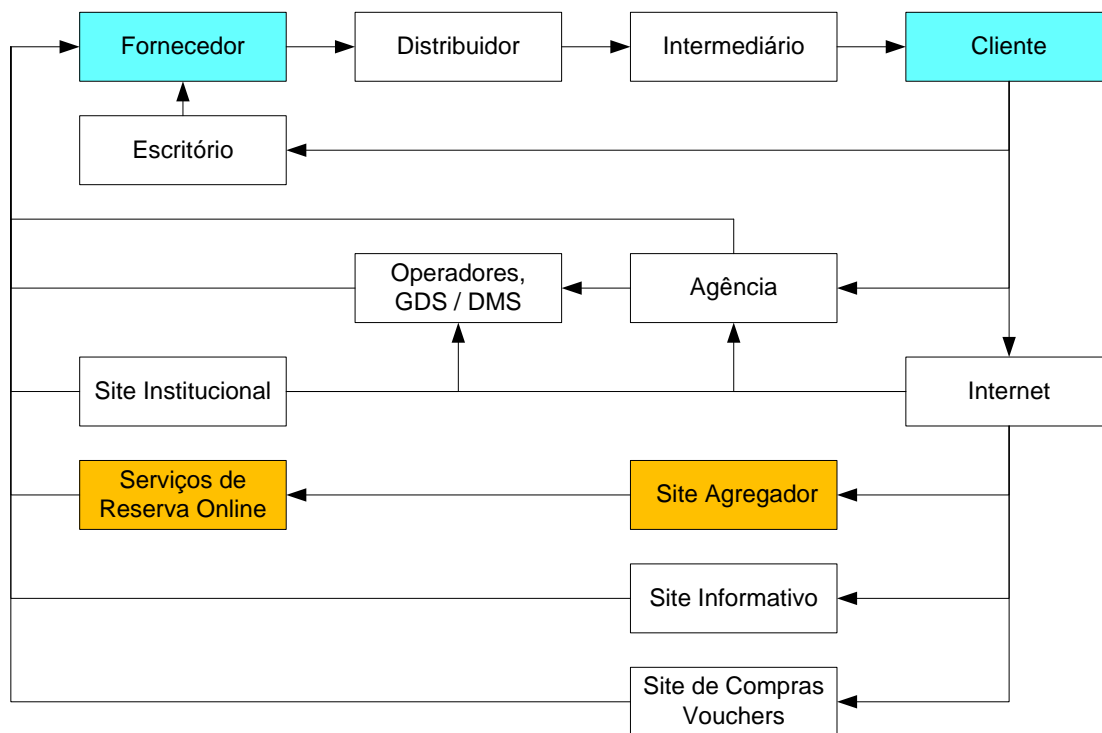 Fornecedor
Distribuidor
Intermediário
Cliente
Escritório
Operadores,
GDS / DMS
Agência
Site Institucional
Internet
Serviços de
Reserva Online
Site Agregador
Site Informativo
Site de Compras
Vouchers